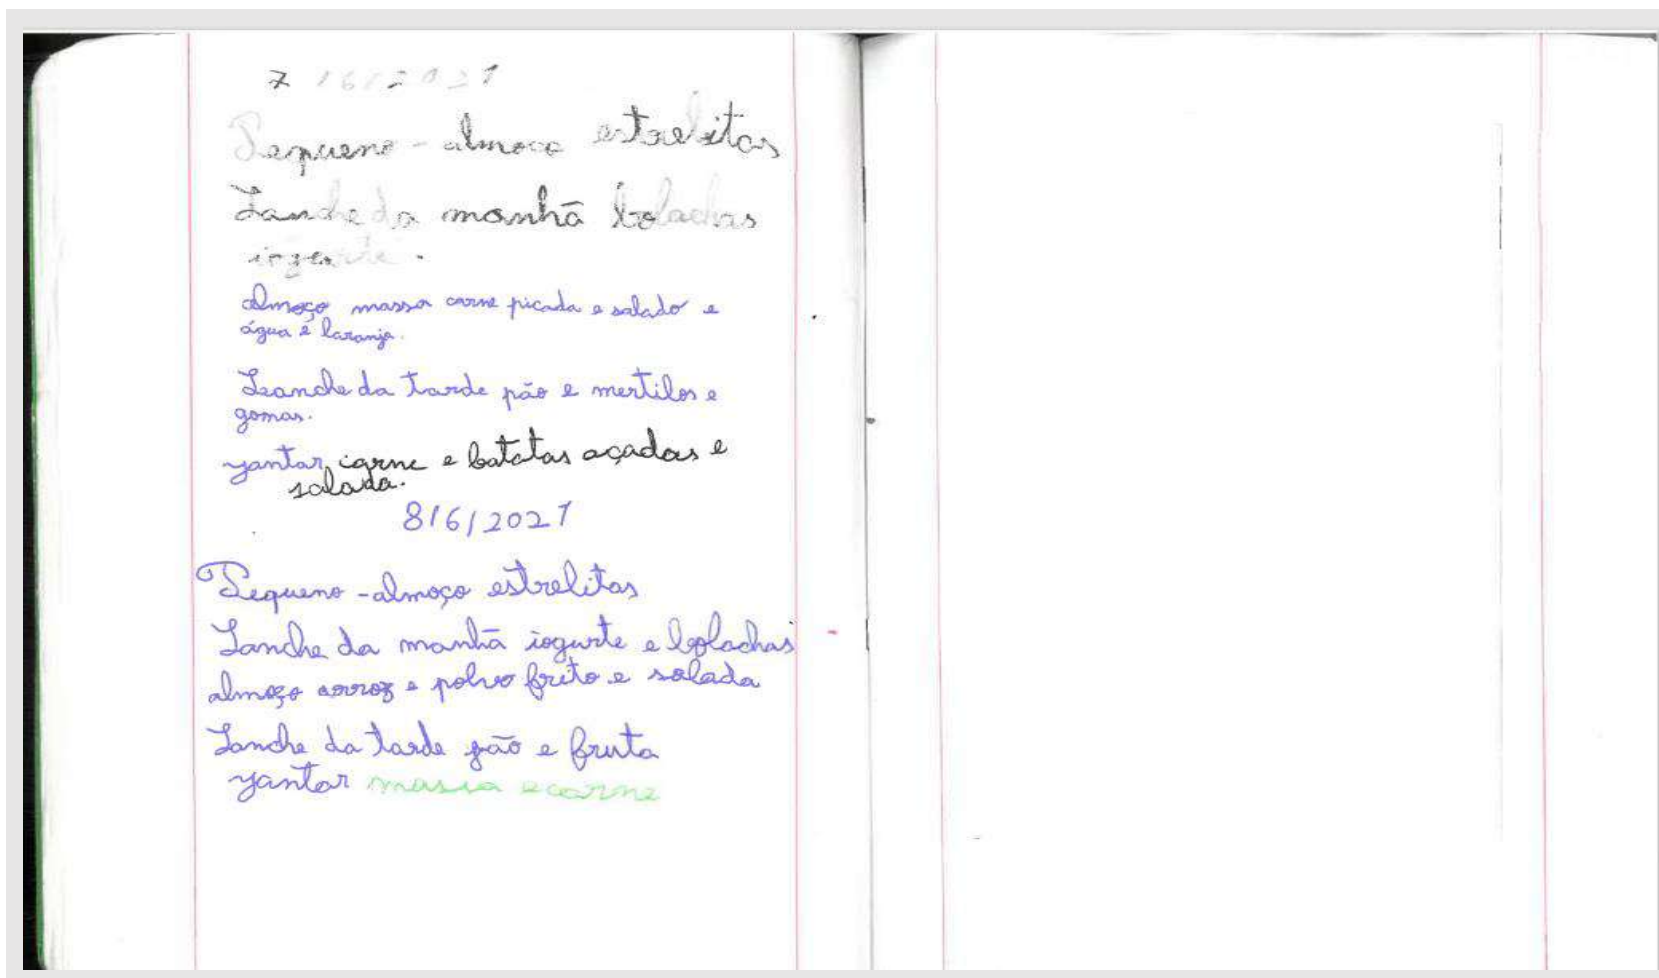 7/6/2021
Pequeno-almoço estrelitas
Lanche da manhã bolachas
iogurte.
almoço massa carne picada e salado e
água e laranja.
Leanche da tarde pão e mertilos e
gomas.
yantar, carne e batatas açadas e
salada.
8/6/2021
Pequeno-almoço estrelitas
Lanche da manhã iogurte e bolachas
almoço arroz e polvo frito e salada
Lanche da tarde pão e fruta
yantar massa e carne